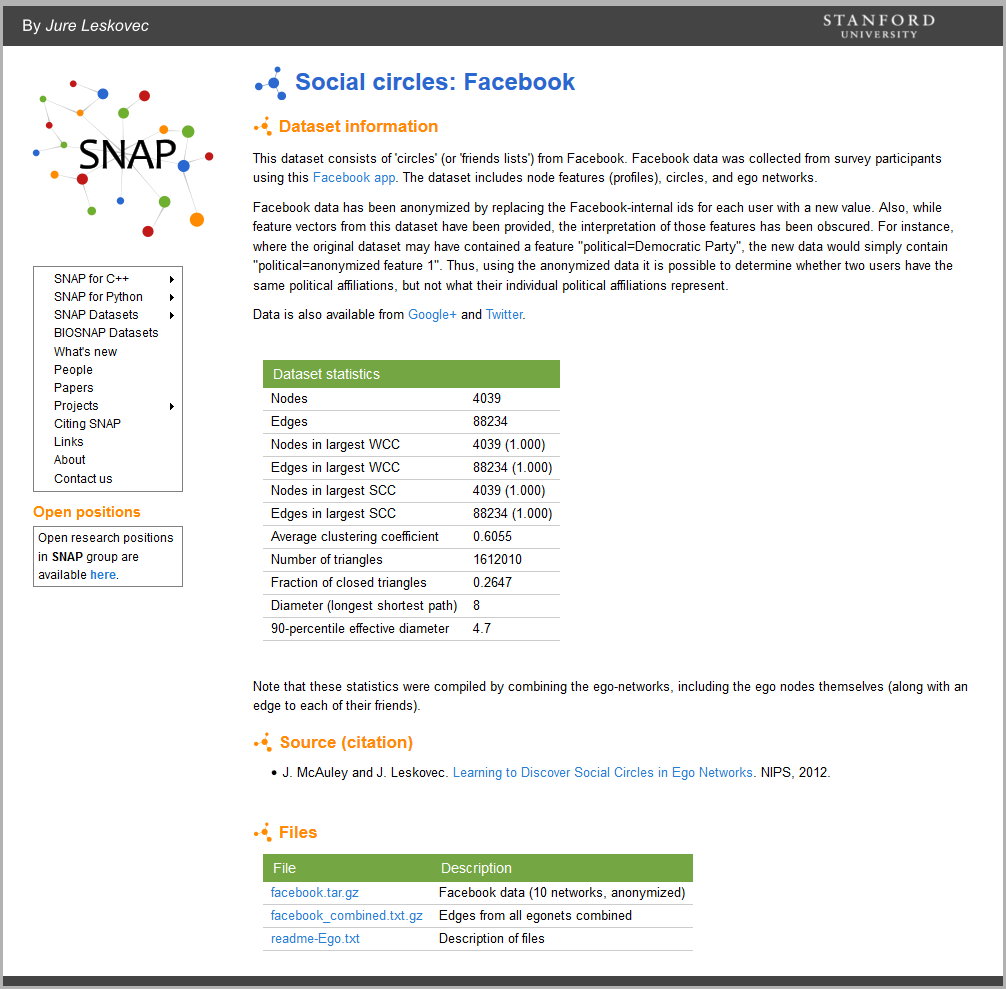 By Jure Leskovec
STANFORD
UNIVERSITY
SNAP
SNAP for C++
SNAP for Python
SNAP Datasets
BIOSNAP Datasets
What's new
People
Papers
Projects
Citing SNAP
Links
About
Contact us
Open positions
Open research positions
in SNAP group are
available here.
Social circles: Facebook
Dataset information
This dataset consists of 'circles' (or 'friends lists') from Facebook. Facebook data was collected from survey participants
using this Facebook app. The dataset includes node features (profiles), circles, and ego networks.
Facebook data has been anonymized by replacing the Facebook-internal ids for each user with a new value. Also, while
feature vectors from this dataset have been provided, the interpretation of those features has been obscured. For instance,
where the original dataset may have contained a feature "political=Democratic Party", the new data would simply contain
"political=anonymized feature 1". Thus, using the anonymized data it is possible to determine whether two users have the
same political affiliations, but not what their individual political affiliations represent.
Data is also available from Google+ and Twitter.
Dataset statistics
Nodes 4039
Edges 88234
Nodes in largest WCC 4039 (1.000)
Edges in largest WCC 88234 (1.000)
Nodes in largest SCC 4039 (1.000)
Edges in largest SCC 88234 (1.000)
Average clustering coefficient 0.6055
Number of triangles 1612010
Fraction of closed triangles 0.2647
Diameter (longest shortest path) 8
90-percentile effective diameter 4.7
Note that these statistics were compiled by combining the ego-networks, including the ego nodes themselves (along with an
edge to each of their friends).
Source (citation)
• J. McAuley and J. Leskovec. Learning to Discover Social Circles in Ego Networks. NIPS, 2012.
Files
File Description
facebook.tar.gz Facebook data (10 networks, anonymized)
facebook_combined.txt.gz Edges from all egonets combined
readme-Ego.txt Description of files